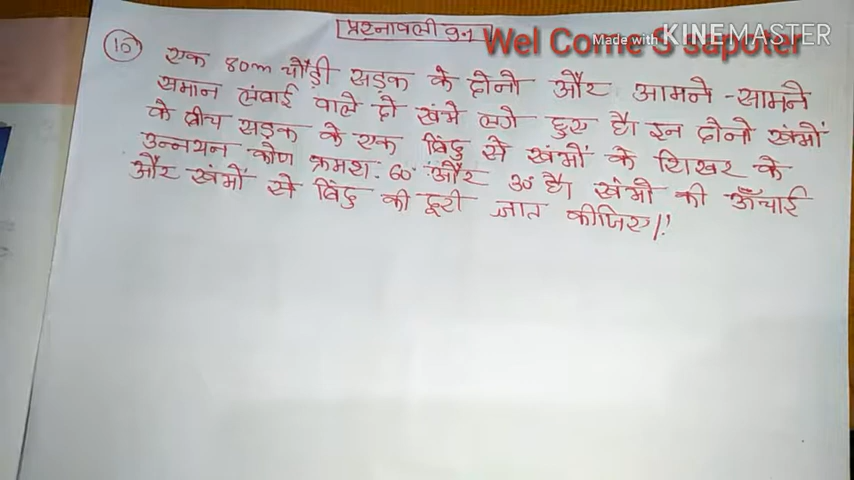 प्रश्नावली 9.1
Wel Come S sapoter
Made with KINEMASTER
10 एक 80m चौड़ी सड़क के दोनो और आमने-सामने
समान लंबाई वाले दो खंभे लगे हुए है। इन दोनो खंभों
के बीच सड़क के एक बिंदु से खंभों के शिखर के
उन्नयन कोण क्रमश: 60° और 30° है। खंभों की ऊँचाई
और खंभों से बिंदु की दूरी ज्ञात कीजिए।!